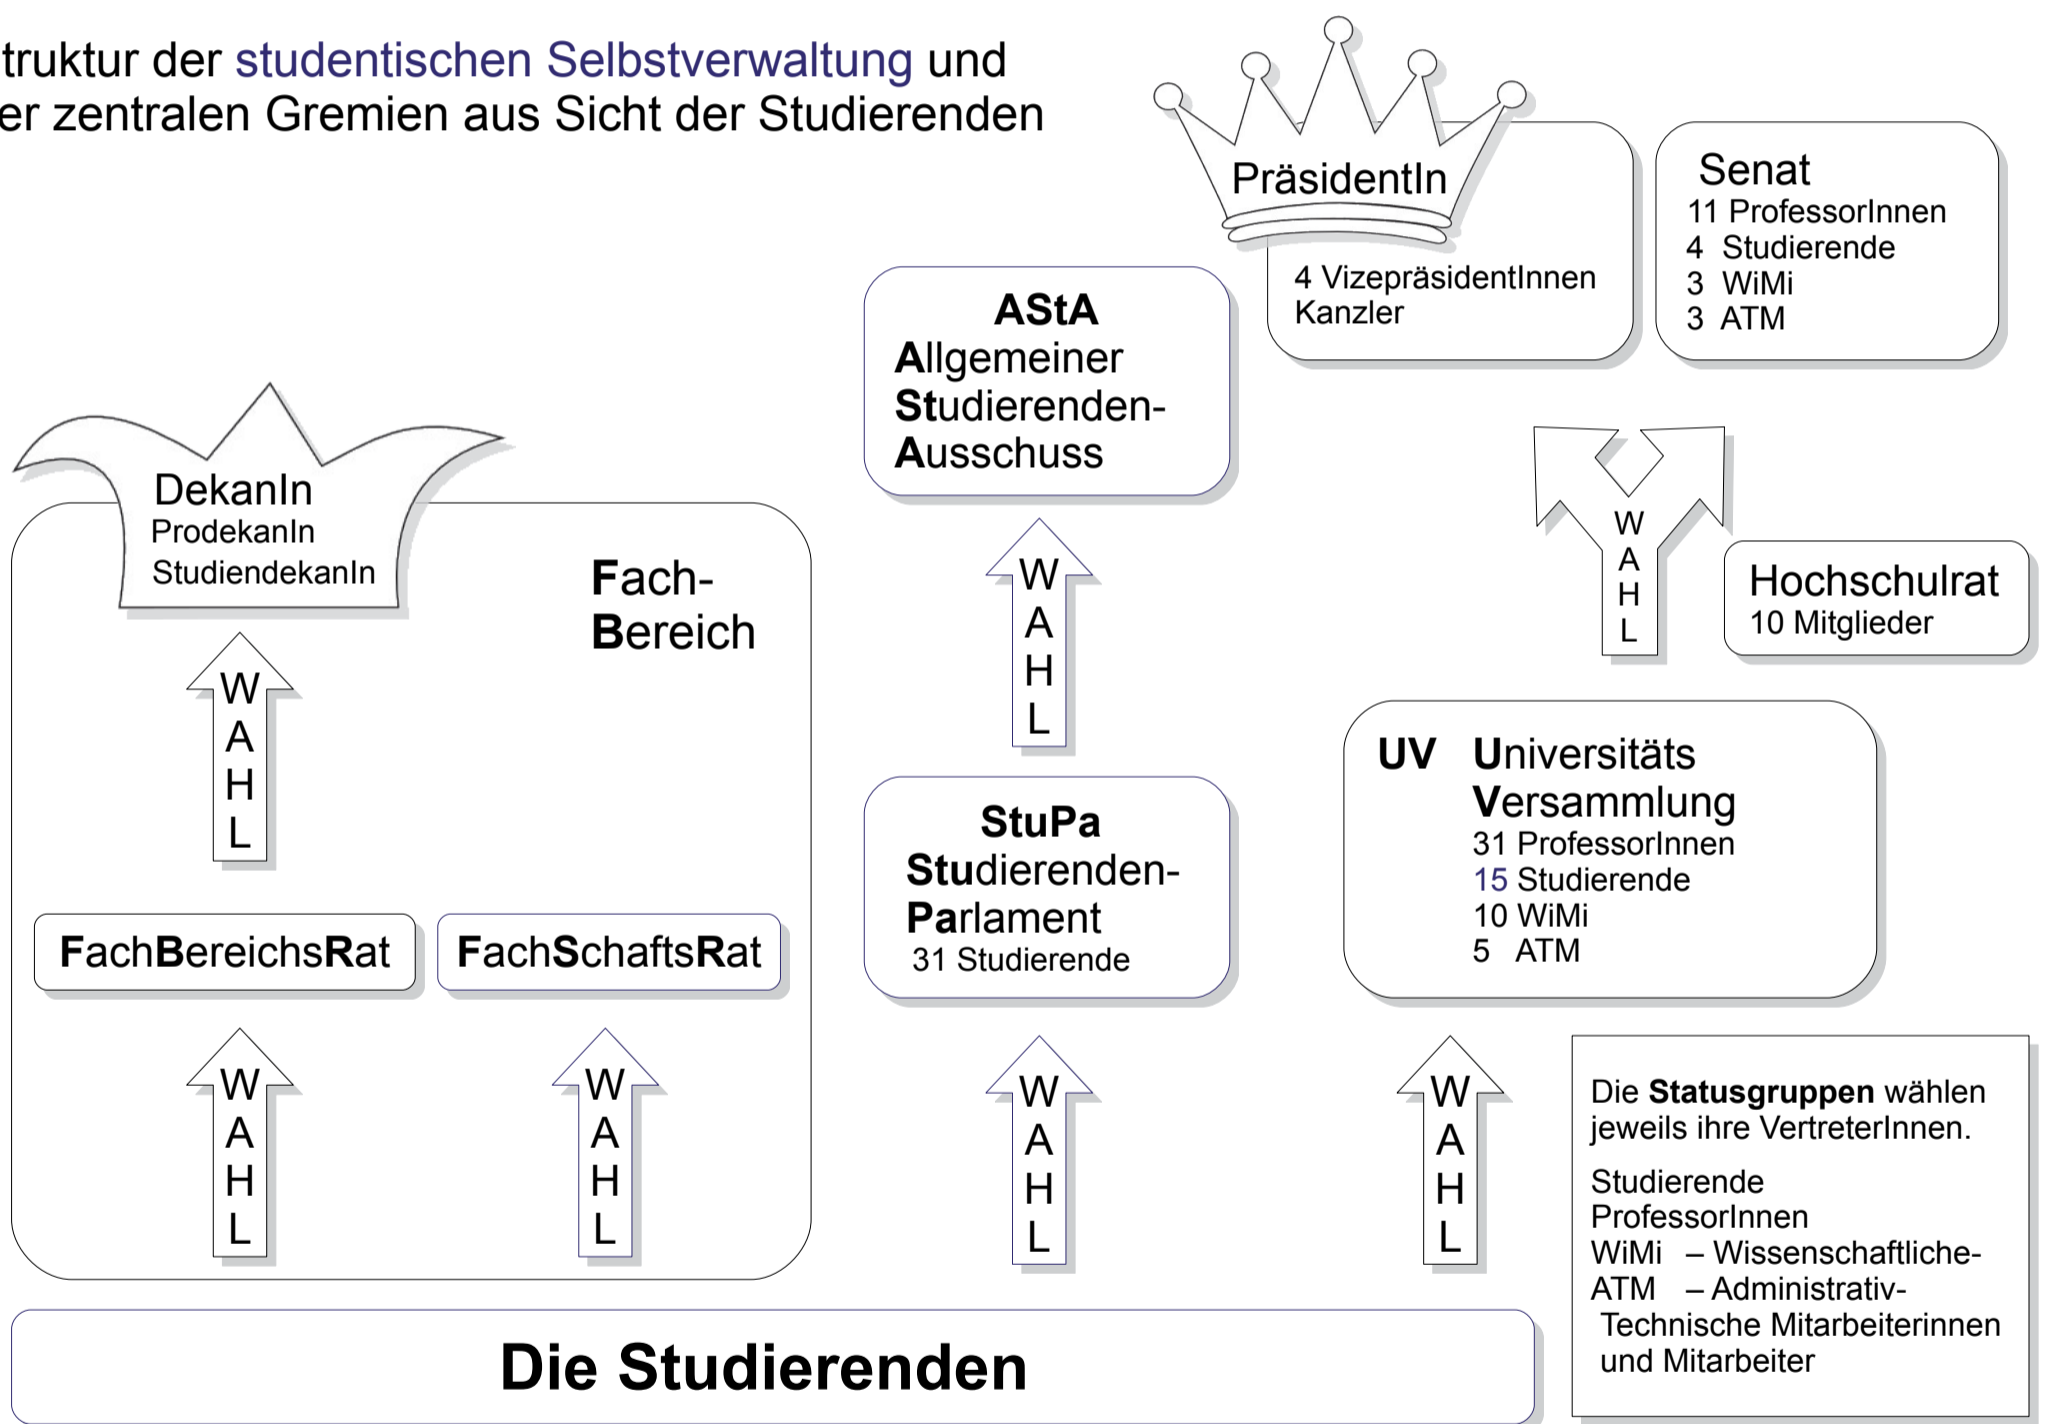 truktur der studentischen Selbstverwaltung und
er zentralen Gremien aus Sicht der Studierenden
PräsidentIn
4 VizepräsidentInnen
Kanzler
Senat
11 ProfessorInnen
4 Studierende
3 WiMi
3 ATM
AStA
Allgemeiner
Studierenden-
Ausschuss
DekanIn
ProdekanIn
StudiendekanIn
Fach-
Bereich
WAHL
WAHL
WAHL
Hochschulrat
10 Mitglieder
UV Universitäts
Versammlung
31 ProfessorInnen
15 Studierende
10 WiMi
5 ATM
StuPa
Studierenden-
Parlament
31 Studierende
FachBereichsRat
FachSchaftsRat
WAHL
WAHL
WAHL
WAHL
Die Statusgruppen wählen
jeweils ihre VertreterInnen.
Studierende
ProfessorInnen
WiMi – Wissenschaftliche-
ATM – Administrativ-
Technische Mitarbeiterinnen
und Mitarbeiter
Die Studierenden